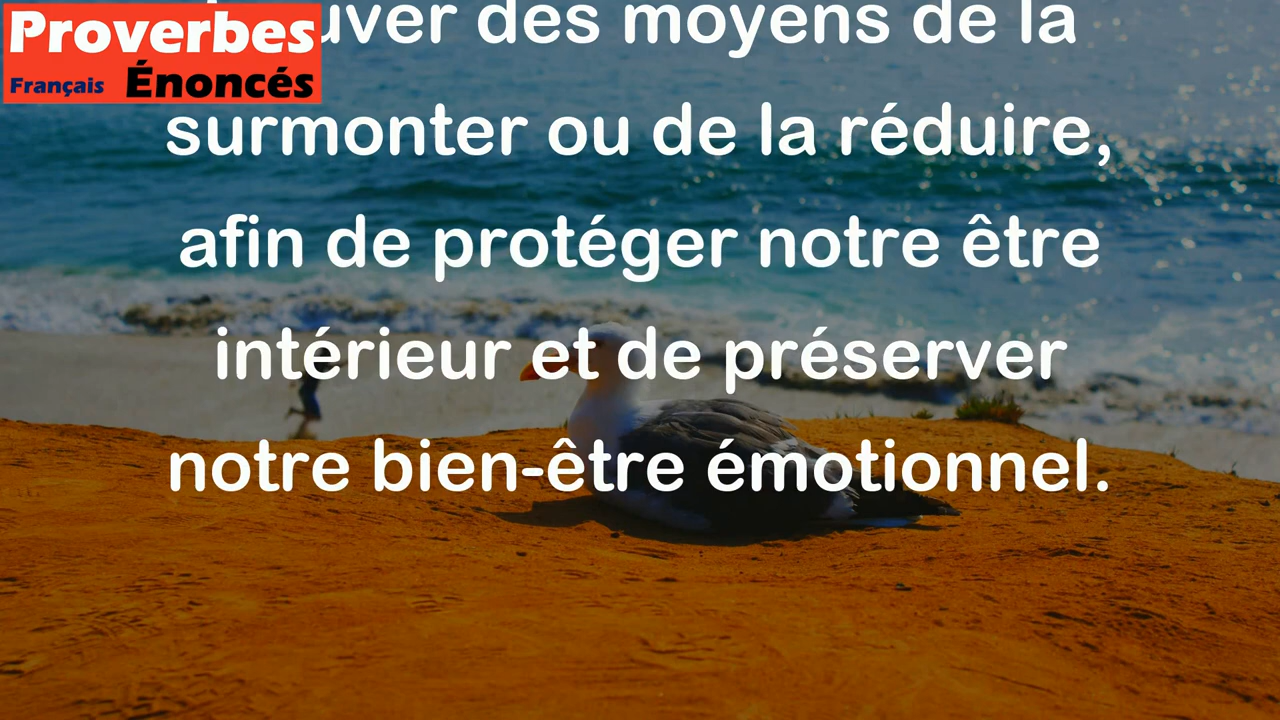 Proverbes
Français Énoncés
des moyens de la
surmonter ou de la réduire,
afin de protéger notre être
intérieur et de préserver
notre bien-être émotionnel.